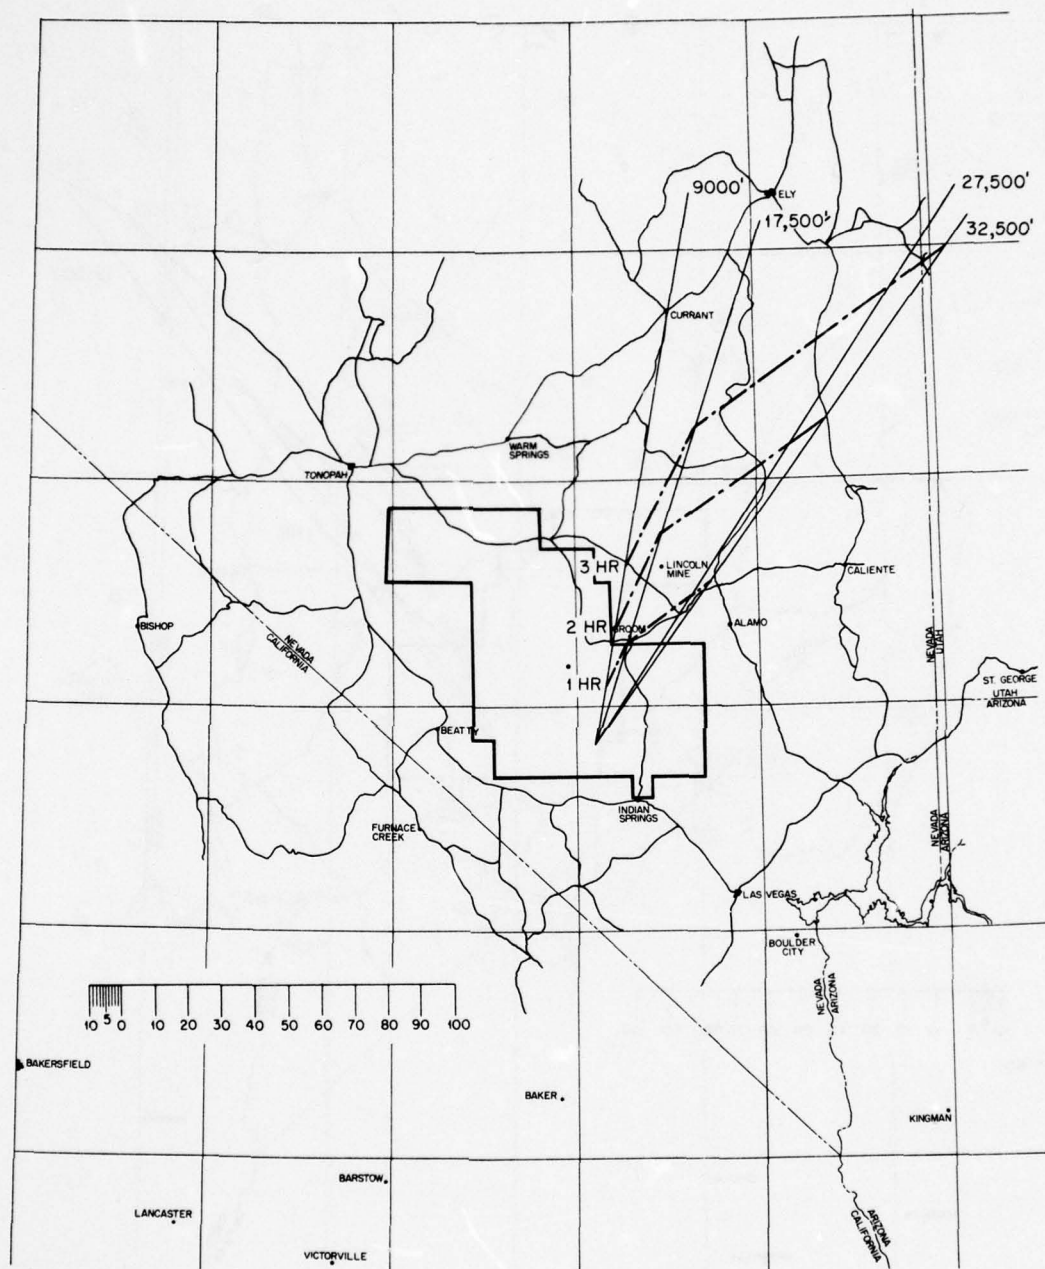 9000'
ELY
27,500'
17,500'
32,500'
CURRANT
WARM
SPRINGS
TONOPAH
3 HR
LINCOLN
MINE
CALIENTE
BISHOP
2 HR
GROOM
ALAMO
NEVADA
CALIFORNIA
NEVADA
UTAH
1 HR
ST. GEORGE
UTAH
ARIZONA
BEATTY
INDIAN
SPRINGS
FURNACE
CREEK
NEVADA
ARIZONA
LAS VEGAS
BOULDER
CITY
NEVADA
ARIZONA
10 5 0 10 20 30 40 50 60 70 80 90 100
BAKERSFIELD
BAKER
KINGMAN
BARSTOW
LANCASTER
ARIZONA
CALIFORNIA
VICTORVILLE